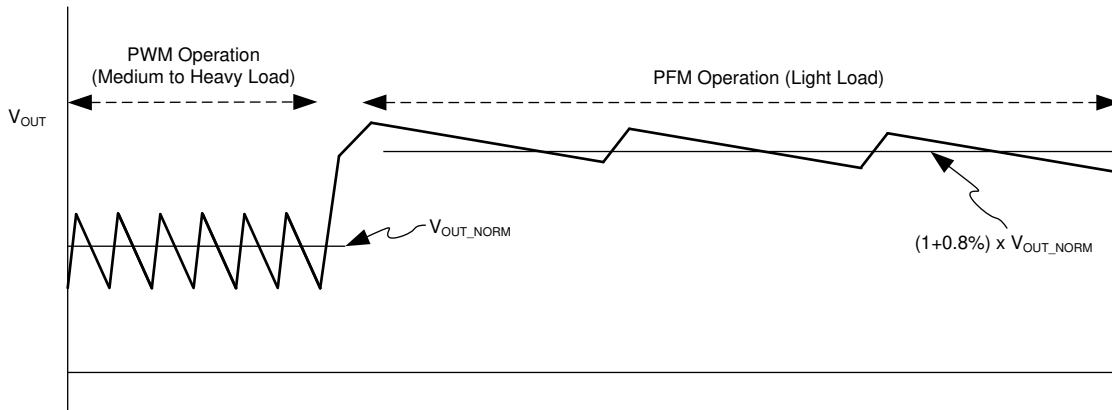 PWM Operation
(Medium to Heavy Load)
PFM Operation (Light Load)
VOUT
VOUT_NORM
(1+0.8%) x VOUT_NORM